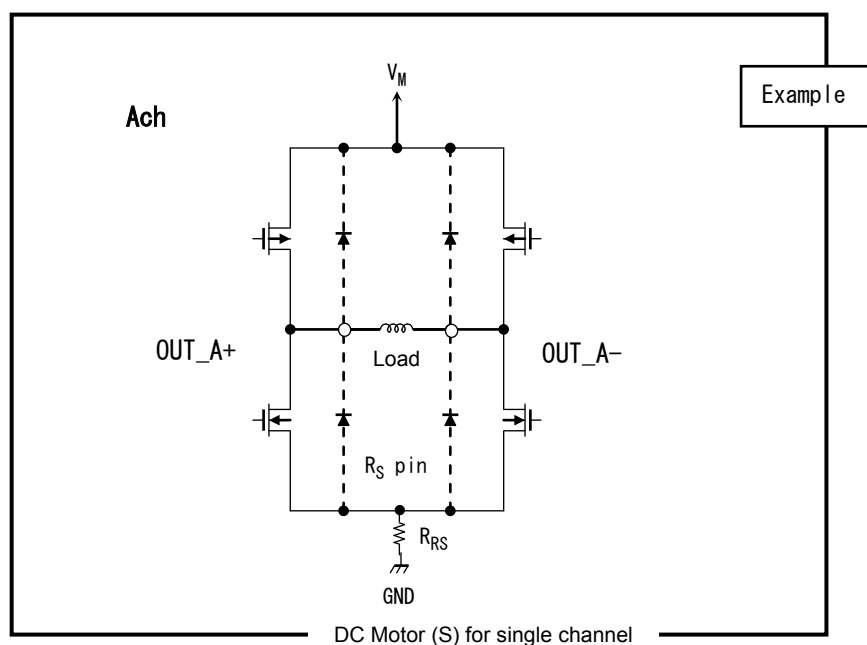 V_M
Example
Ach
OUT_A+
Load
OUT_A-
R_S pin
R_RS
GND
DC Motor (S) for single channel